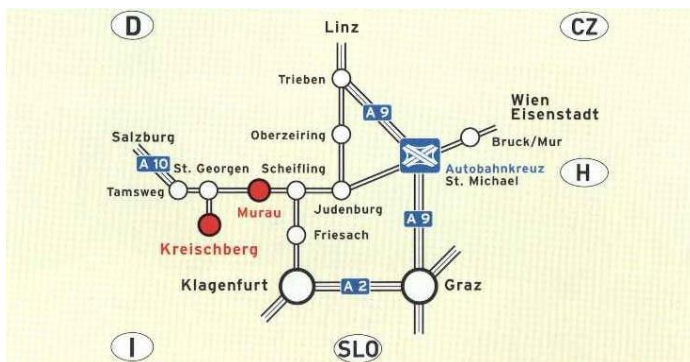 D
CZ
Linz
Trieben
A 9
Wien
Eisenstadt
Oberzeiring
Bruck/Mur
Salzburg
A 10
St. Georgen
Scheifling
Autobahnkreuz
St. Michael
H
Tamsweg
Murau
Judenburg
A 9
Kreischberg
Friesach
Klagenfurt
A 2
Graz
I
SLO